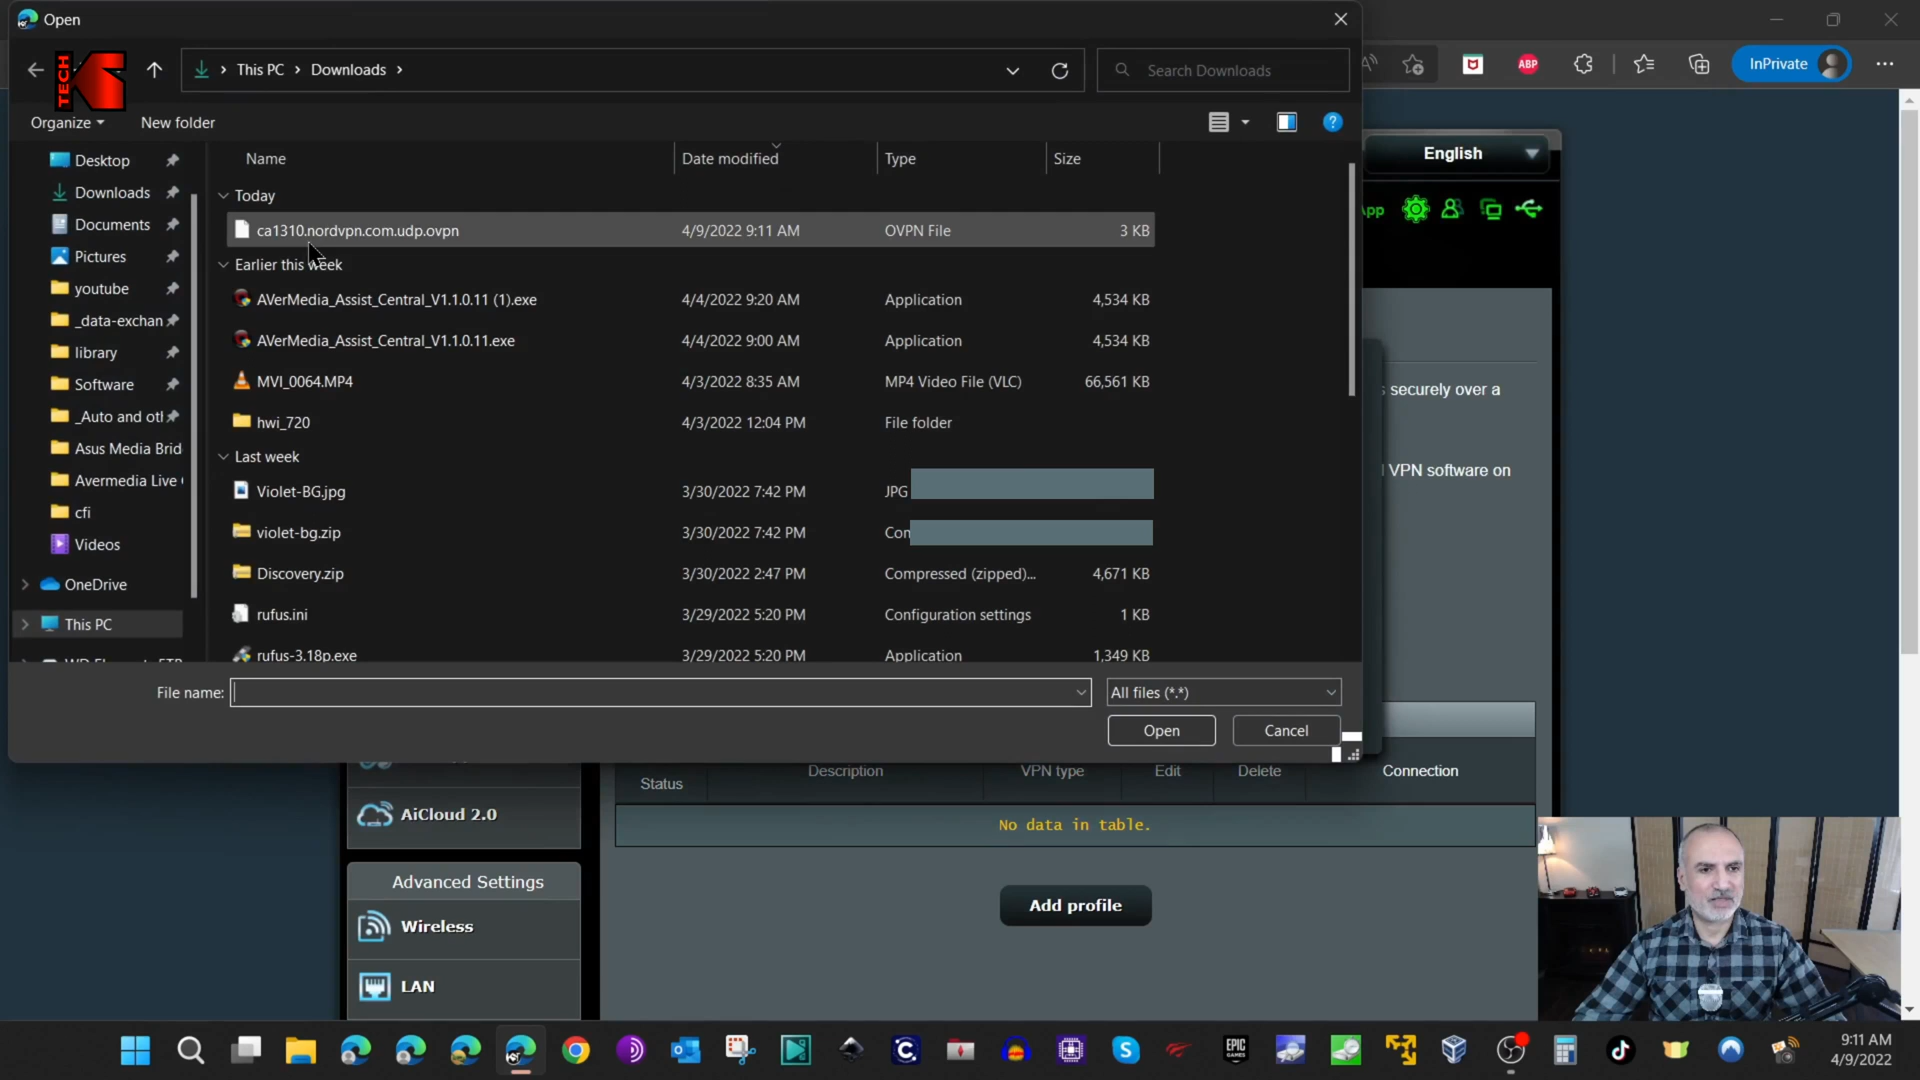 Open
TECH
This PC > Downloads >
Search Downloads
ABP
InPrivate
Organize
New folder
Name
Date modified
Type
Size
Desktop
Downloads
Documents
Pictures
youtube
_data-exchan
library
Software
_Auto and otl
Asus Media Brid
Avermedia Live
cfi
Videos
OneDrive
This PC
Today
ca1310.nordvpn.com.udp.ovpn 4/9/2022 9:11 AM OVPN File 3 KB
Earlier this week
AVerMedia_Assist_Central_V1.1.0.11 (1).exe 4/4/2022 9:20 AM Application 4,534 KB
AVerMedia_Assist_Central_V1.1.0.11.exe 4/4/2022 9:00 AM Application 4,534 KB
MVI_0064.MP4 4/3/2022 8:35 AM MP4 Video File (VLC) 66,561 KB
hwi_720 4/3/2022 12:04 PM File folder
Last week
Violet-BG.jpg 3/30/2022 7:42 PM JPG
violet-bg.zip 3/30/2022 7:42 PM Con
Discovery.zip 3/30/2022 2:47 PM Compressed (zipped)... 4,671 KB
rufus.ini 3/29/2022 5:20 PM Configuration settings 1 KB
rufus-3.18p.exe 3/29/2022 5:20 PM Application 1,349 KB
File name:
All files (*.*)
Open
Cancel
English
App
securely over a
VPN software on
Status
Description
VPN type
Edit
Delete
Connection
No data in table.
Add profile
AiCloud 2.0
Advanced Settings
Wireless
LAN
EPIC
GAMES
9:11 AM
4/9/2022